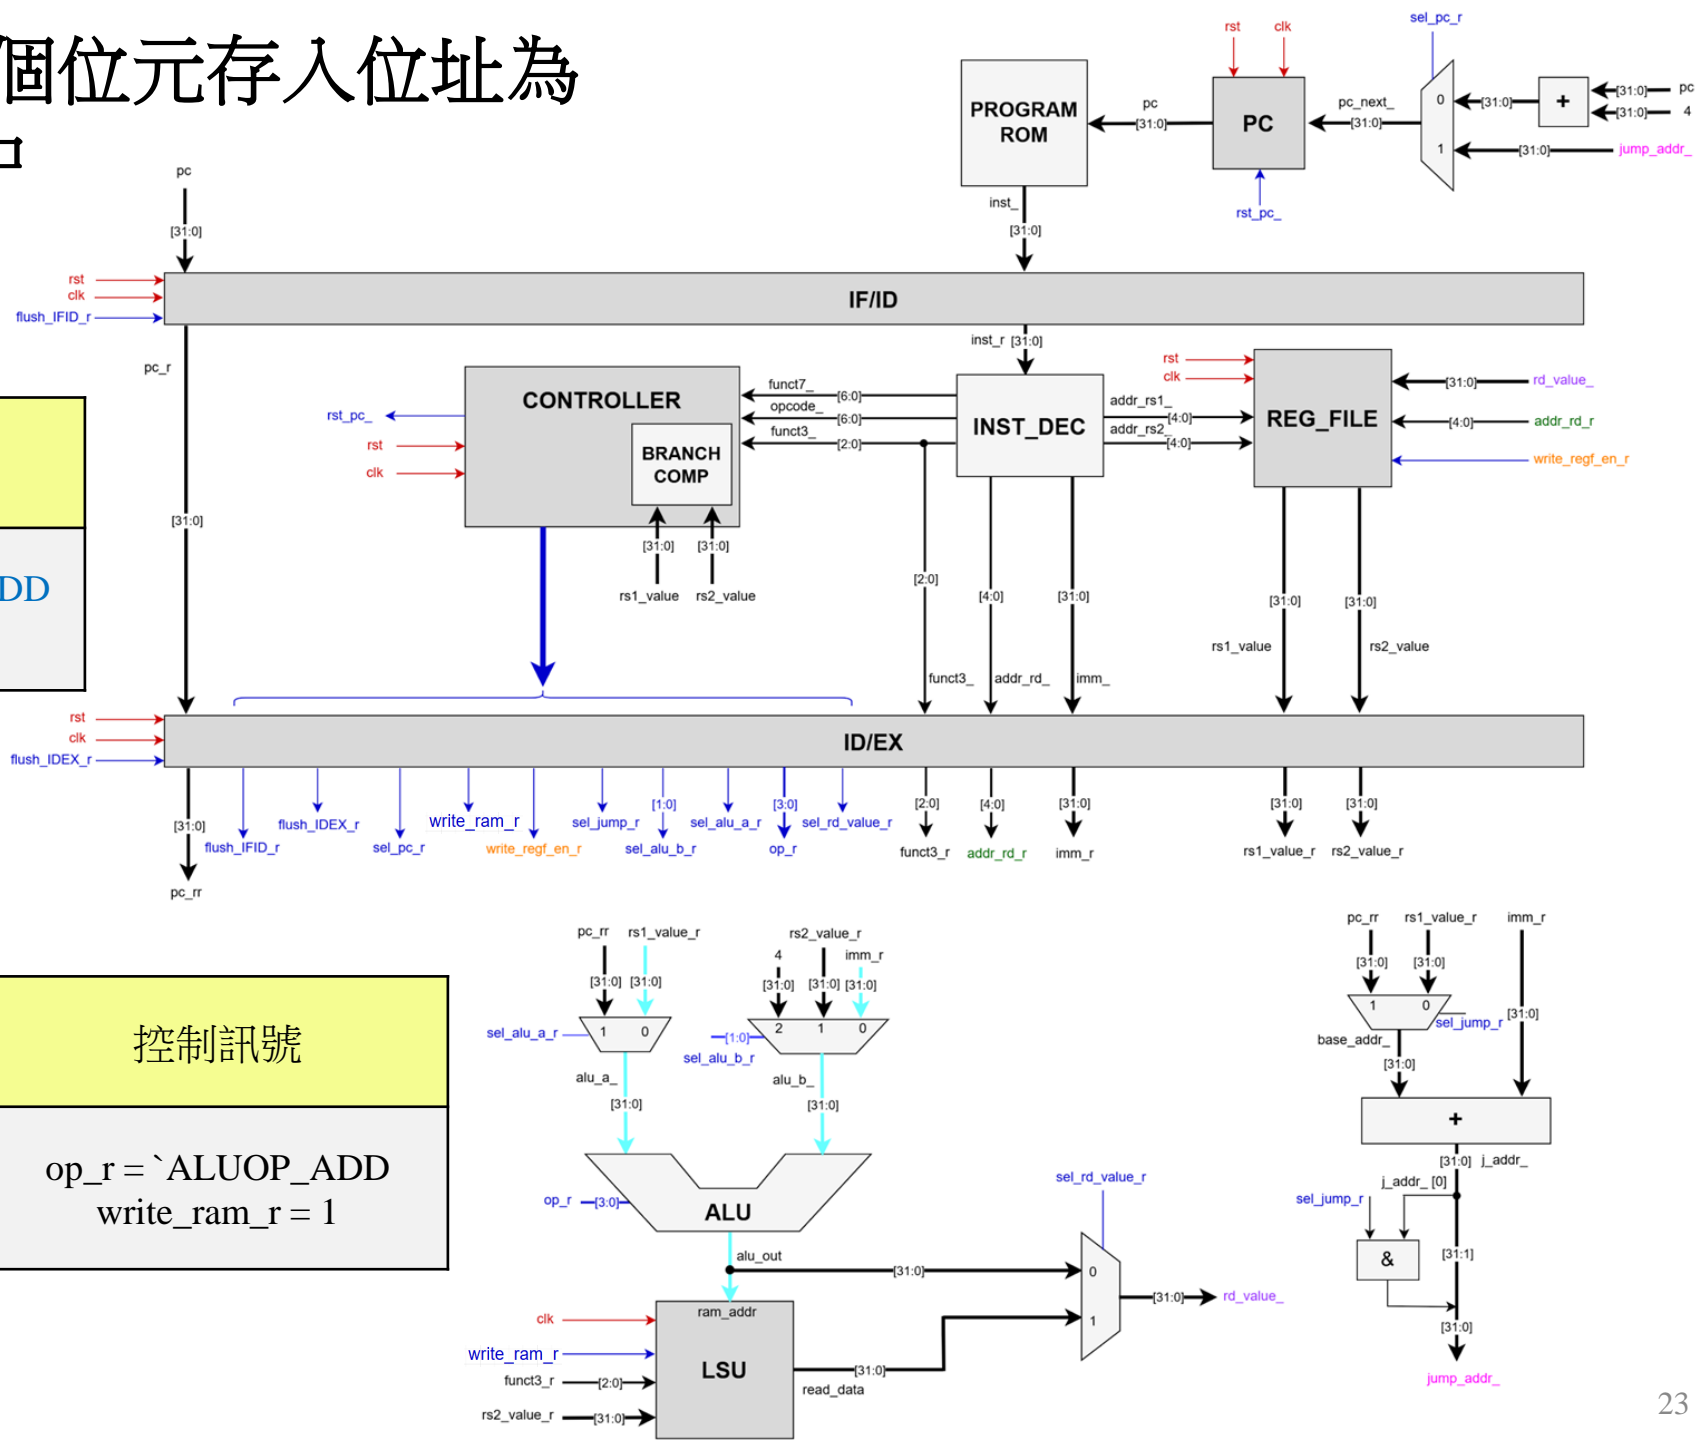 個位元存入位址為
sel_pc_r
rst
clk
PROGRAM
ROM
pc
[31:0]
PC
pc_next_
[31:0]
0
1
[31:0]
+
[31:0]
pc
[31:0]
4
[31:0]
jump_addr_
rst_pc_
inst_
[31:0]
pc
[31:0]
rst
clk
flush_IFID_r
IF/ID
pc_r
inst_r [31:0]
CONTROLLER
BRANCH
COMP
rst_pc_
rst
clk
funct7_
[6:0]
opcode_
[6:0]
funct3_
[2:0]
INST_DEC
addr_rs1_
[4:0]
addr_rs2_
[4:0]
rst
clk
REG_FILE
[31:0]
rd_value_
[4:0]
addr_rd_r
write_regf_en_r
[31:0]
[31:0]
[31:0]
rs1_value
rs2_value
[2:0]
[4:0]
[31:0]
[31:0]
[31:0]
rs1_value
rs2_value
funct3_
addr_rd_
imm_
DD
rst
clk
flush_IDEX_r
ID/EX
[31:0]
pc_rr
flush_IFID_r
flush_IDEX_r
sel_pc_r
write_ram_r
write_regf_en_r
sel_jump_r
[1:0]
sel_alu_b_r
sel_alu_a_r
[3:0]
op_r
sel_rd_value_r
[2:0]
funct3_r
[4:0]
addr_rd_r
[31:0]
imm_r
[31:0]
rs1_value_r
[31:0]
rs2_value_r
控制訊號
op_r = `ALUOP_ADD
write_ram_r = 1
pc_rr
rs1_value_r
[31:0]
[31:0]
sel_alu_a_r
1
0
alu_a_
[31:0]
rs2_value_r
4
imm_r
[31:0]
[31:0]
[31:0]
2
1
0
[1:0]
sel_alu_b_r
alu_b_
[31:0]
op_r
[3:0]
ALU
alu_out
[31:0]
sel_rd_value_r
0
1
[31:0]
rd_value_
ram_addr
LSU
clk
write_ram_r
funct3_r
[2:0]
rs2_value_r
[31:0]
[31:0]
read_data
pc_rr
rs1_value_r
imm_r
[31:0]
[31:0]
1
0
sel_jump_r
[31:0]
base_addr_
[31:0]
+
[31:0]
j_addr_
j_addr_ [0]
sel_jump_r
&
[31:1]
[31:0]
jump_addr_
23